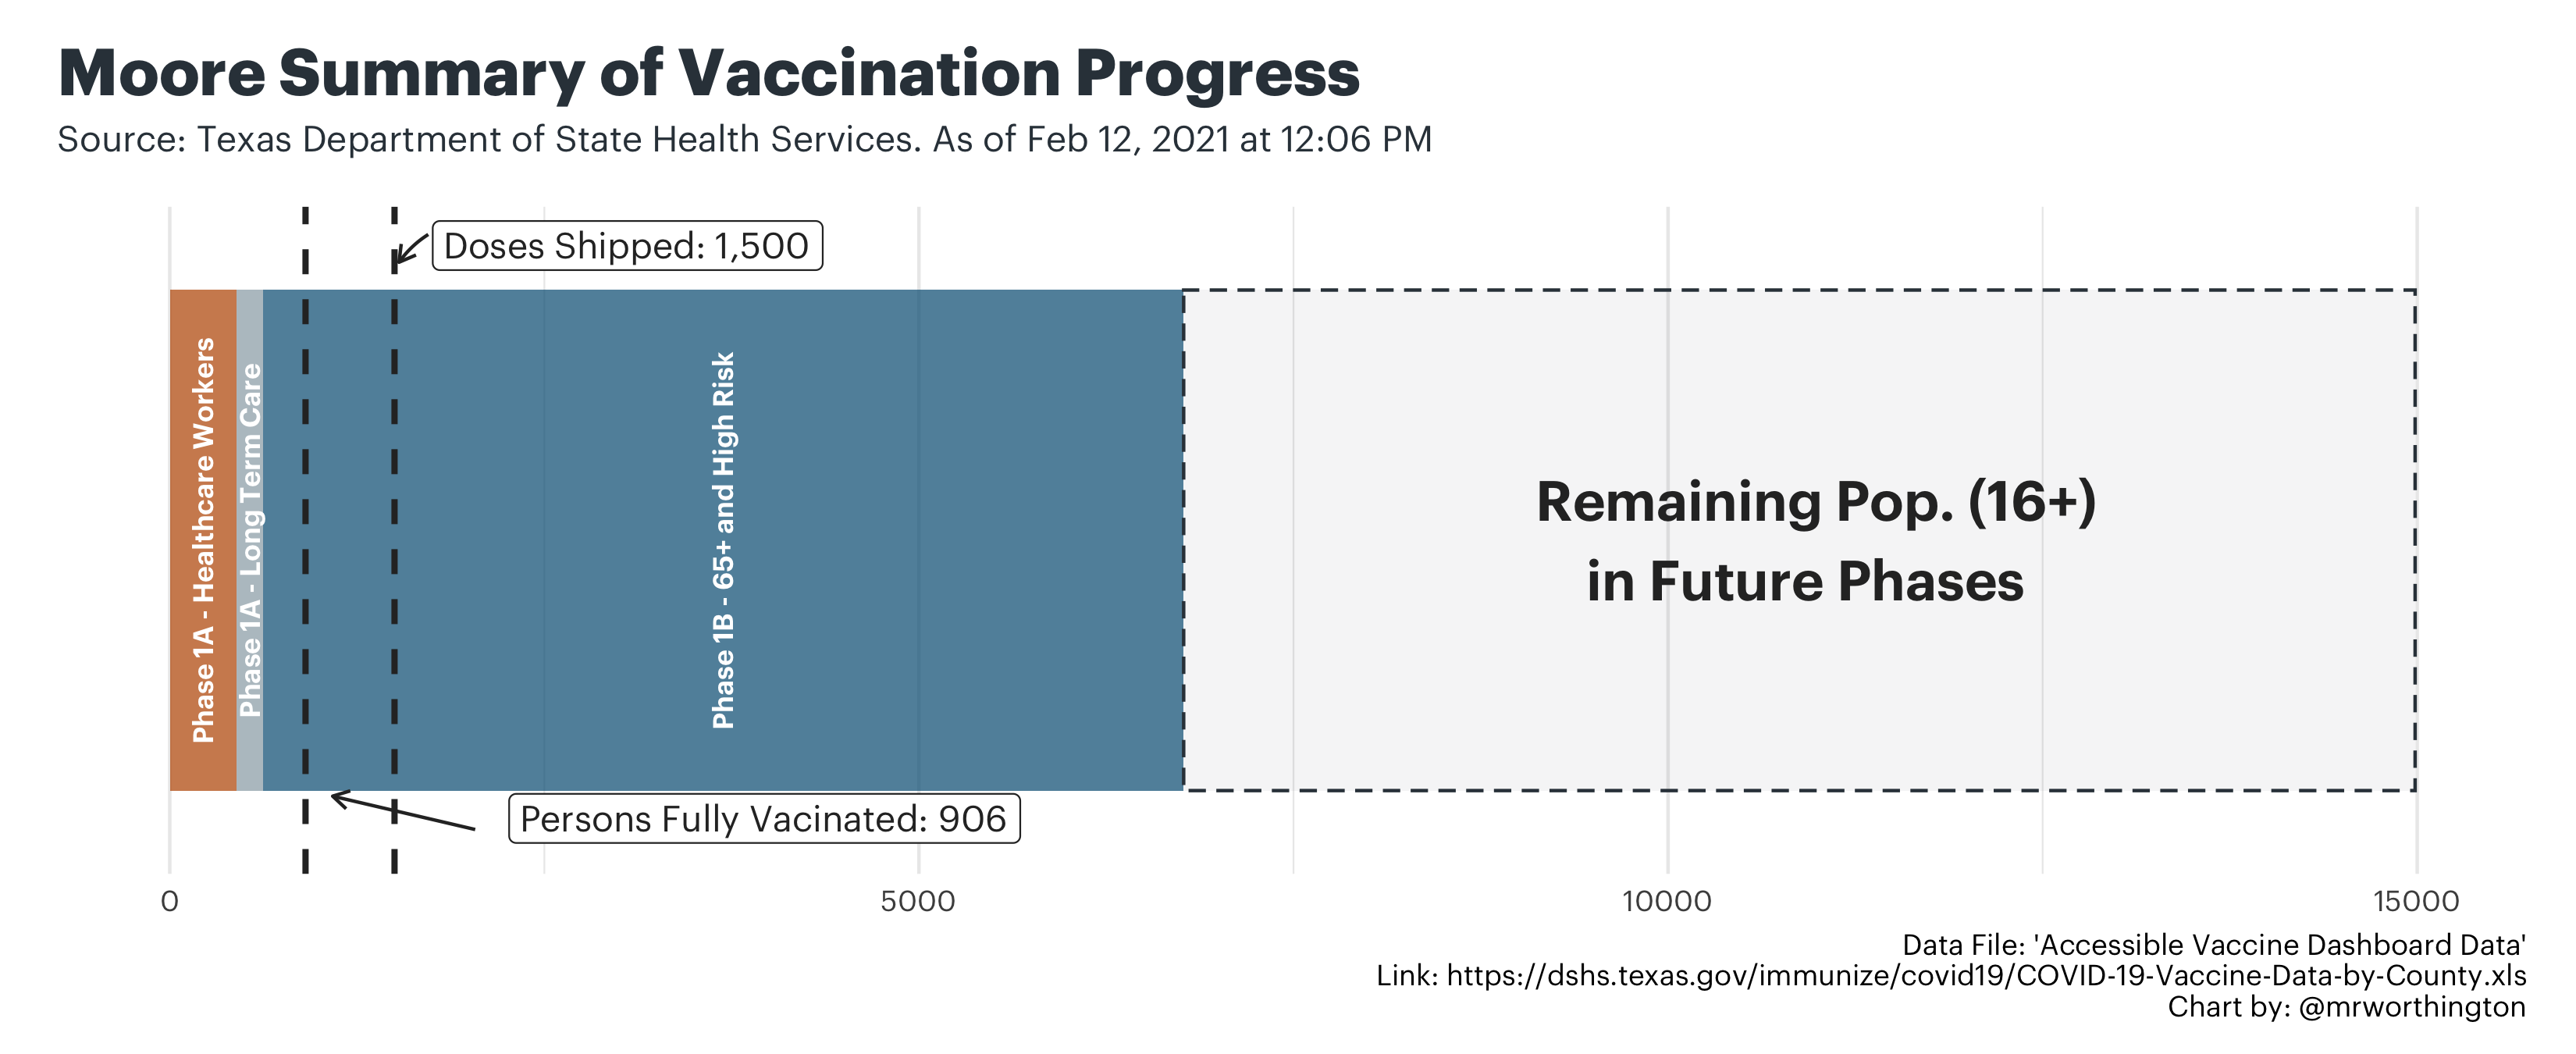 Moore Summary of Vaccination Progress
Source: Texas Department of State Health Services. As of Feb 12, 2021 at 12:06 PM
Doses Shipped: 1,500
Phase 1A - Healthcare Workers
Phase 1A - Long Term Care
Phase 1B - 65+ and High Risk
Remaining Pop. (16+)
in Future Phases
Persons Fully Vacinated: 906
0
5000
10000
15000
Data File: 'Accessible Vaccine Dashboard Data'
Link: https://dshs.texas.gov/immunize/covid19/COVID-19-Vaccine-Data-by-County.xls
Chart by: @mrworthington